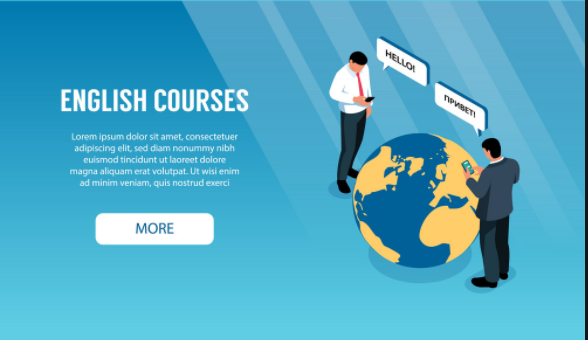 ENGLISH COURSES
Lorem ipsum dolor sit amet, consectetuer
adipiscing elit, sed diam nonummy nibh
euismod tincidunt ut laoreet dolore
magna aliquam erat volutpat. Ut wisi enim
ad minim veniam, quis nostrud exerci
MORE
HELLO!
ПРИВЕТ!